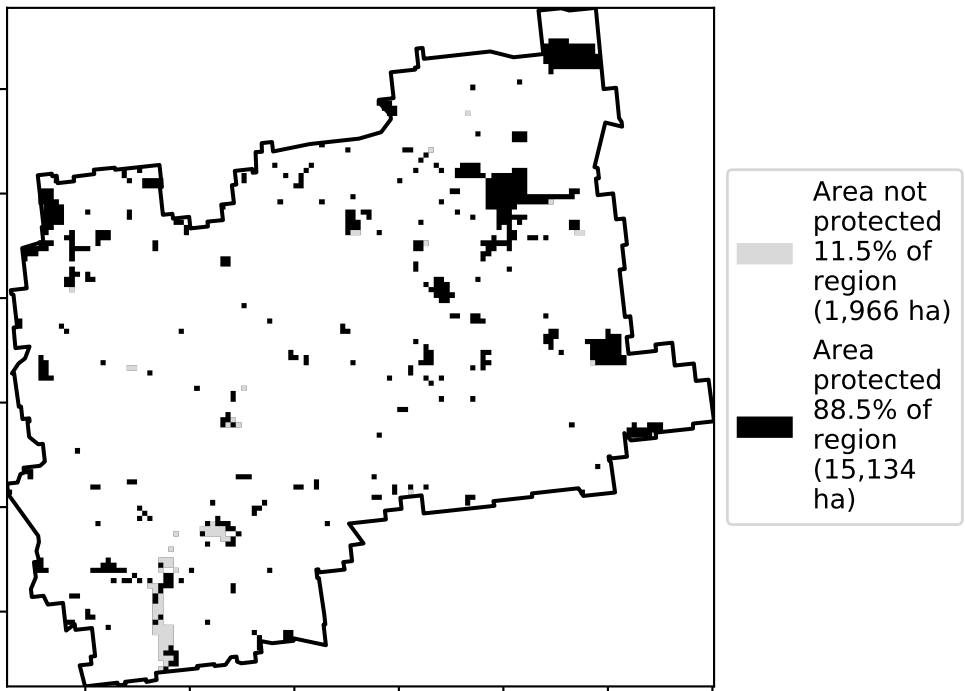 Area not
protected
11.5% of
region
(1,966 ha)
Area
protected
88.5% of
region
(15,134
ha)